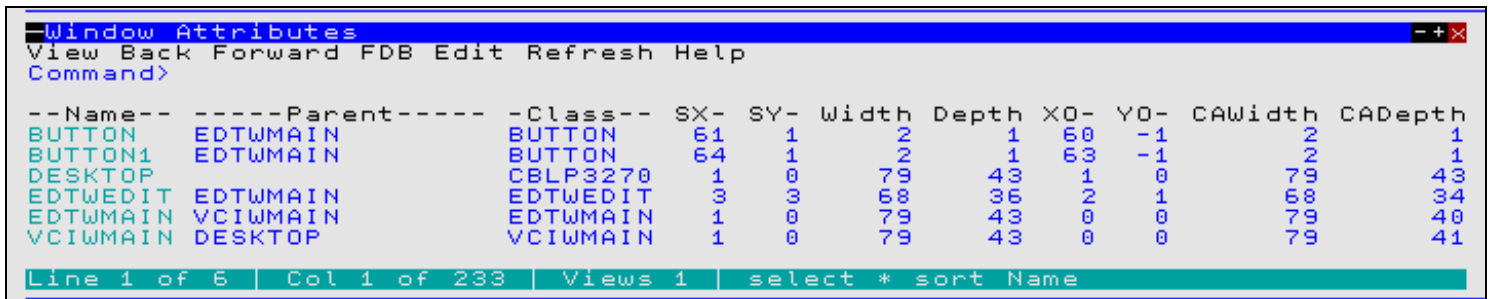 -Window Attributes -+x
View Back Forward FDB Edit Refresh Help
Command>
--Name-- -----Parent----- -Class-- SX- SY- Width Depth XO- YO- CAWidth CADepth
BUTTON EDTWMAIN BUTTON 61 1 2 1 60 -1 2 1
BUTTON1 EDTWMAIN BUTTON 64 1 2 1 63 -1 2 1
DESKTOP CBLP3270 1 0 79 43 1 0 79 43
EDTWEDIT EDTWMAIN EDTWEDIT 3 3 68 36 2 1 68 34
EDTWMAIN VCIWMAIN EDTWMAIN 1 0 79 43 0 0 79 40
VCIWMAIN DESKTOP VCIWMAIN 1 0 79 43 0 0 79 41
Line 1 of 6 | Col 1 of 233 | Views 1 | select * sort Name